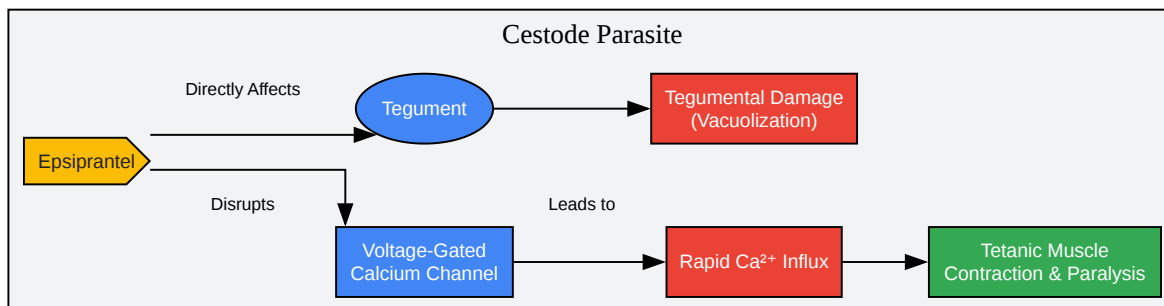 Cestode Parasite
Directly Affects
Tegument
Tegumental Damage
(Vacuolization)
Epsiprantel
Disrupts
Leads to
Voltage-Gated
Calcium Channel
Rapid Ca²⁺ Influx
Tetanic Muscle
Contraction & Paralysis